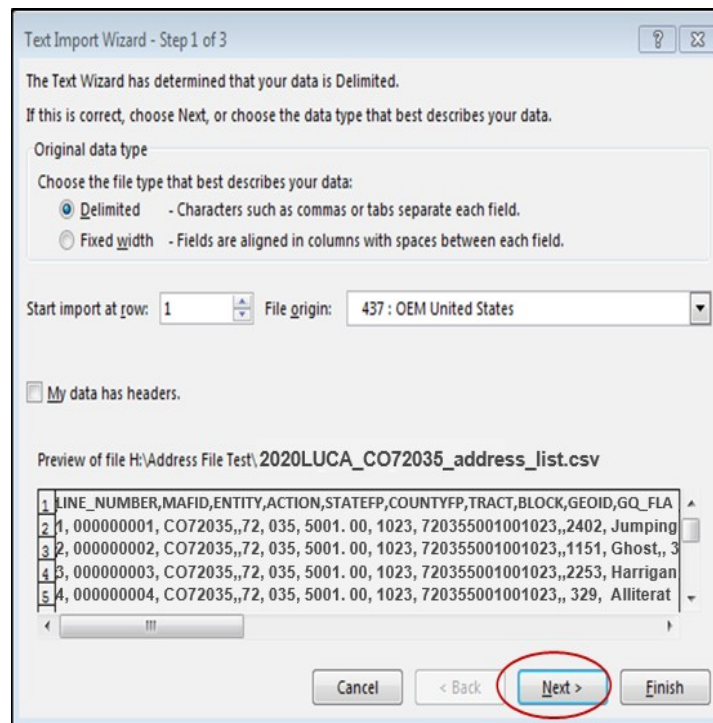 Text Import Wizard - Step 1 of 3
The Text Wizard has determined that your data is Delimited.
If this is correct, choose Next, or choose the data type that best describes your data.
Original data type
Choose the file type that best describes your data:
Delimited - Characters such as commas or tabs separate each field.
Fixed width - Fields are aligned in columns with spaces between each field.
Start import at row: 1 File origin: 437 : OEM United States
My data has headers.
Preview of file H:\Address File Test\2020LUCA_CO72035_address_list.csv
1 LINE_NUMBER,MAFID,ENTITY,ACTION,STATEFP,COUNTYFP,TRACT,BLOCK,GEOID,GQ_FLA
2 1, 000000001, CO72035,,72, 035, 5001. 00, 1023, 720355001001023,,2402, Jumping
3 2, 000000002, CO72035,,72, 035, 5001. 00, 1023, 720355001001023,,1151, Ghost,, 3
4 3, 000000003, CO72035,,72, 035, 5001. 00, 1023, 720355001001023,,2253, Harrigan
5 4, 000000004, CO72035,,72, 035, 5001. 00, 1023, 720355001001023,, 329, Alliterat
Cancel < Back Next > Finish